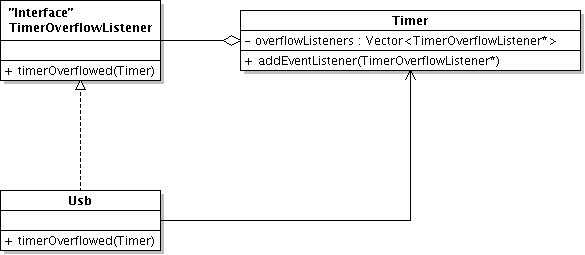 "Interface"
TimerOverflowListener
+ timerOverflowed(Timer)
Timer
- overflowListeners : Vector<TimerOverflowListener*>
+ addEventListener(TimerOverflowListener*)
Usb
+ timerOverflowed(Timer)